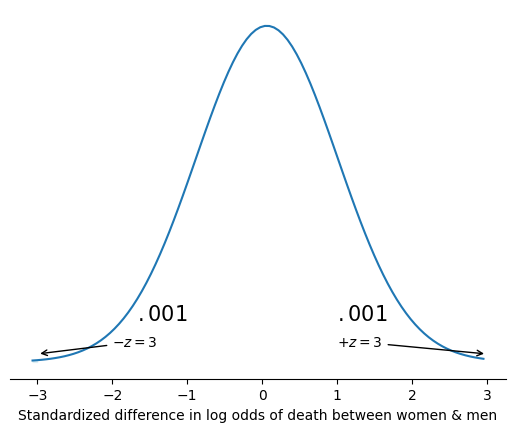 .001 .001
−z = 3 +z = 3
−3 −2 −1 0 1 2 3
Standardized difference in log odds of death between women & men